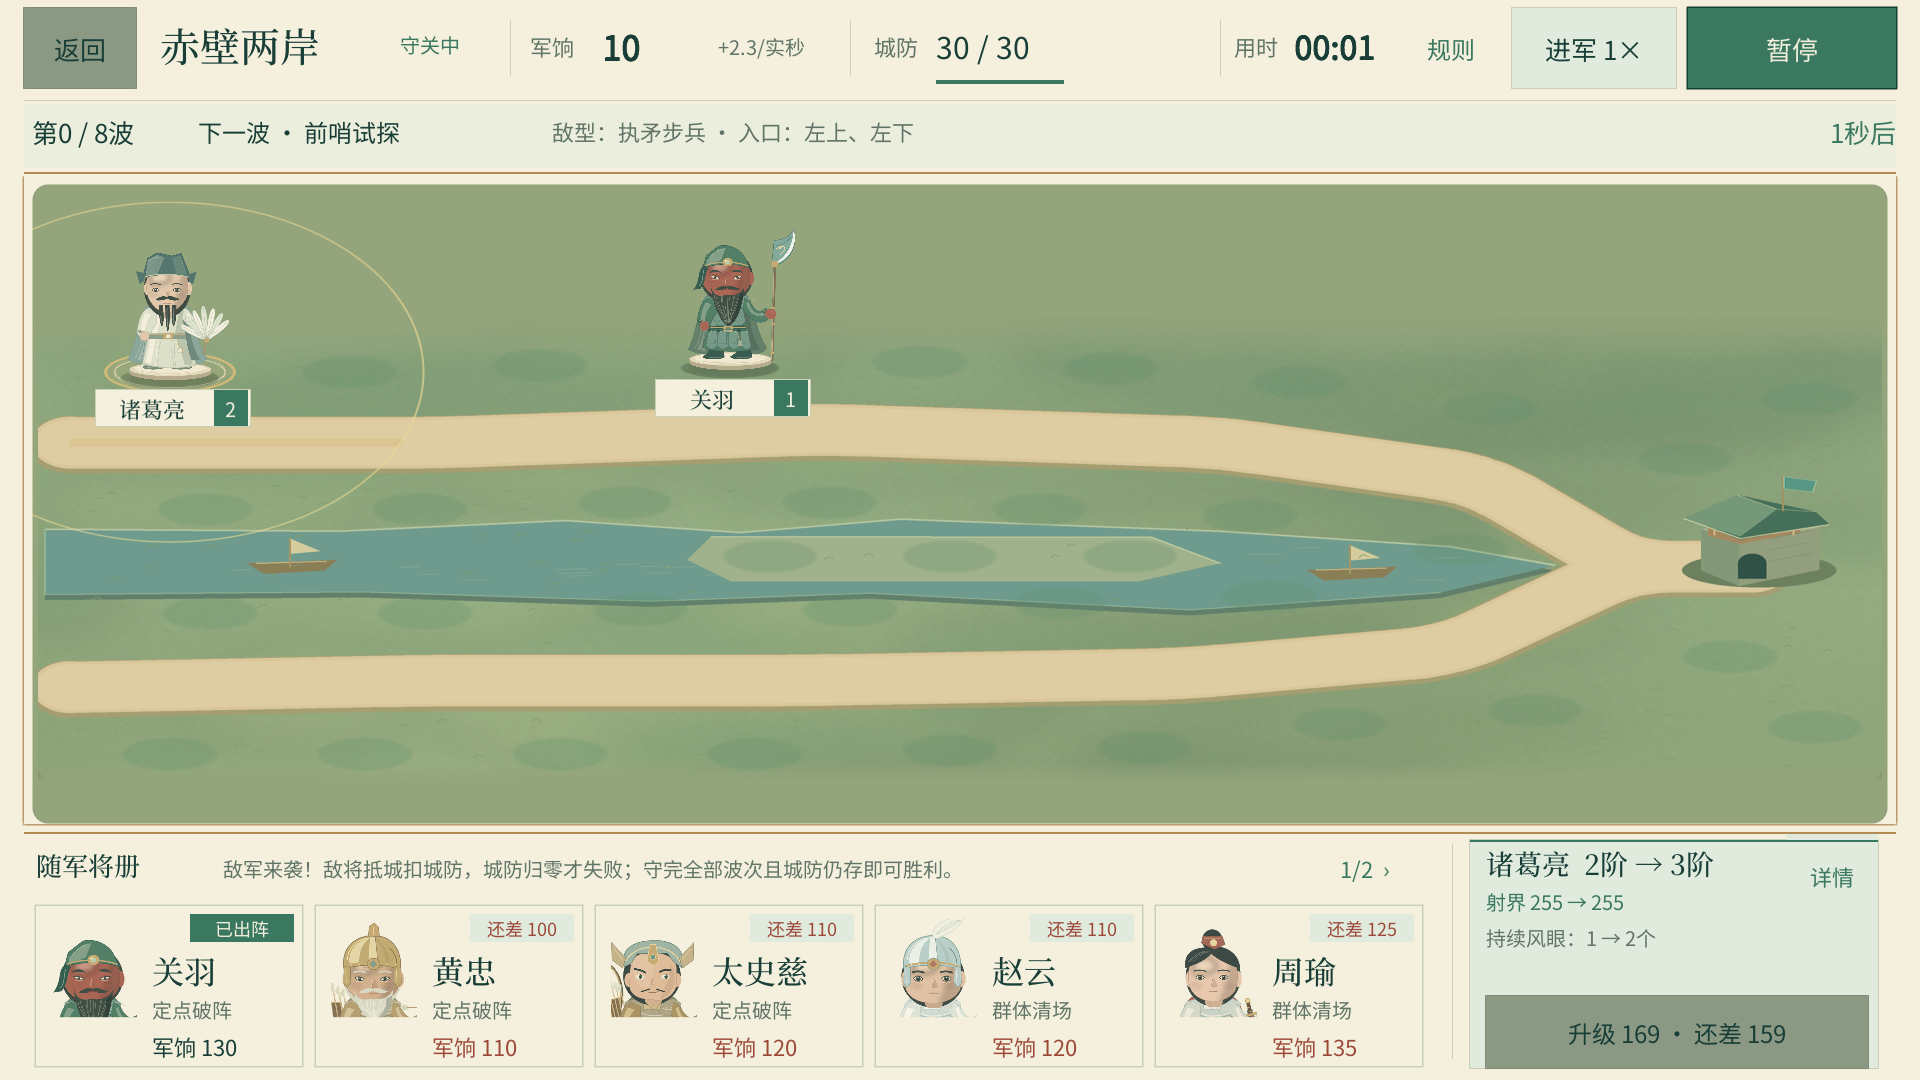 返回
赤壁两岸
守关中
军饷 10
+2.3/实秒
城防 30 / 30
用时 00:01
规则
进军 1×
暂停
第0 / 8波
下一波 · 前哨试探
敌型：执矛步兵 · 入口：左上、左下
1秒后
诸葛亮 2
关羽 1
随军将册
敌军来袭！敌将抵城扣城防，城防归零才失败；守完全部波次且城防仍存即可胜利。
1/2 ›
已出阵
关羽
定点破阵
军饷 130
还差 100
黄忠
定点破阵
军饷 110
还差 110
太史慈
定点破阵
军饷 120
还差 110
赵云
群体清场
军饷 120
还差 125
周瑜
群体清场
军饷 135
诸葛亮 2阶 → 3阶
详情
射界 255 → 255
持续风眼：1 → 2个
升级 169 · 还差 159